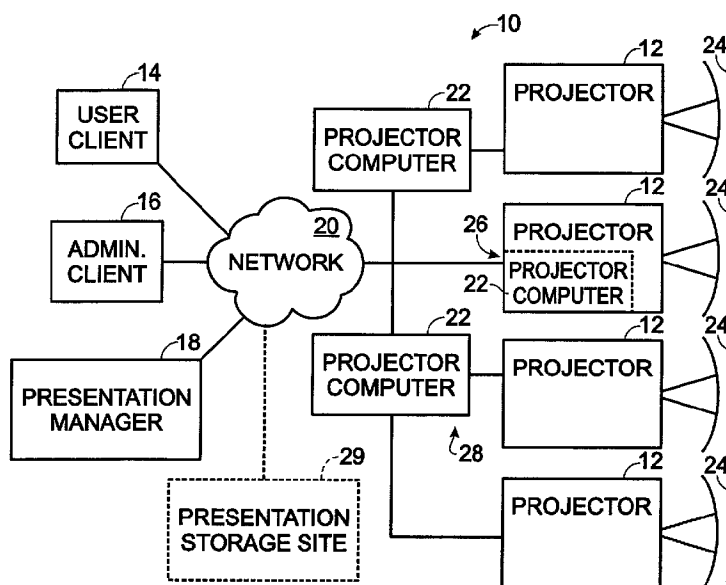 10
14
USER
CLIENT
16
ADMIN.
CLIENT
18
PRESENTATION
MANAGER
20
NETWORK
29
PRESENTATION
STORAGE SITE
22
PROJECTOR
COMPUTER
12
PROJECTOR
24
26
12
PROJECTOR
22
PROJECTOR
COMPUTER
24
22
PROJECTOR
COMPUTER
28
12
PROJECTOR
24
12
PROJECTOR
24